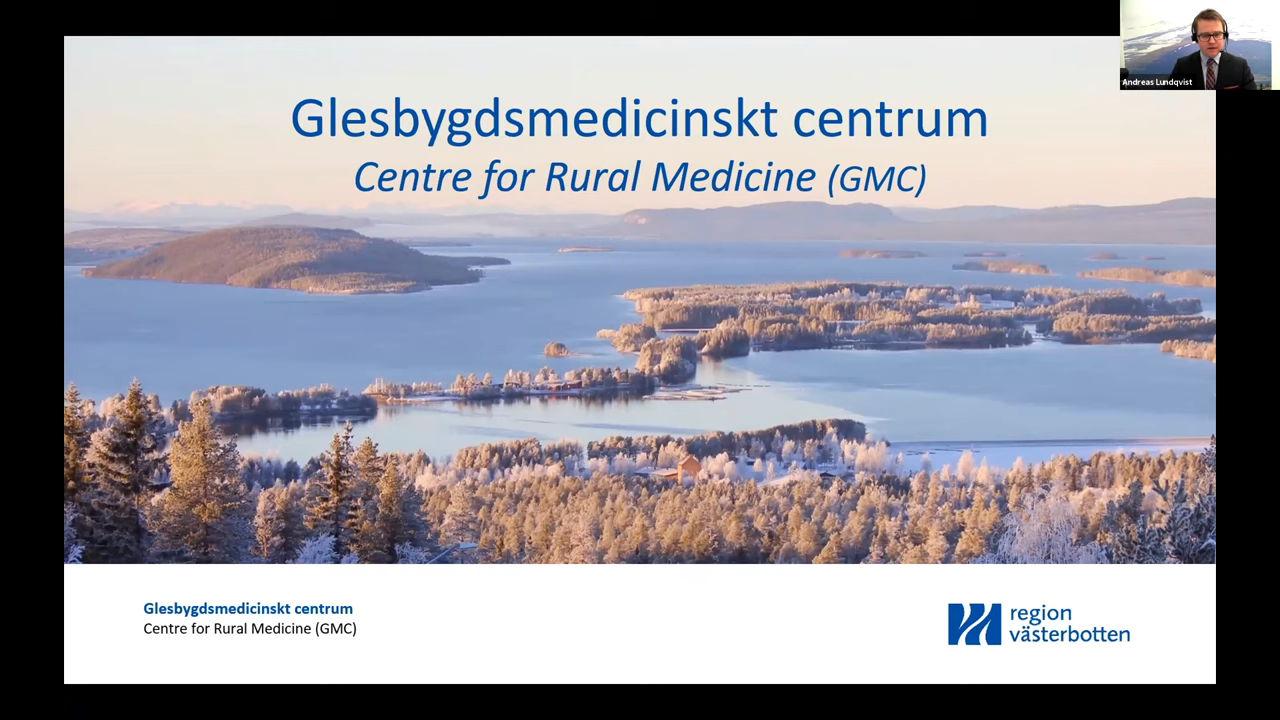 Glesbygdsmedicinskt centrum
Centre for Rural Medicine (GMC)
Andreas Lundqvist
Glesbygdsmedicinskt centrum
Centre for Rural Medicine (GMC)
region
västerbotten